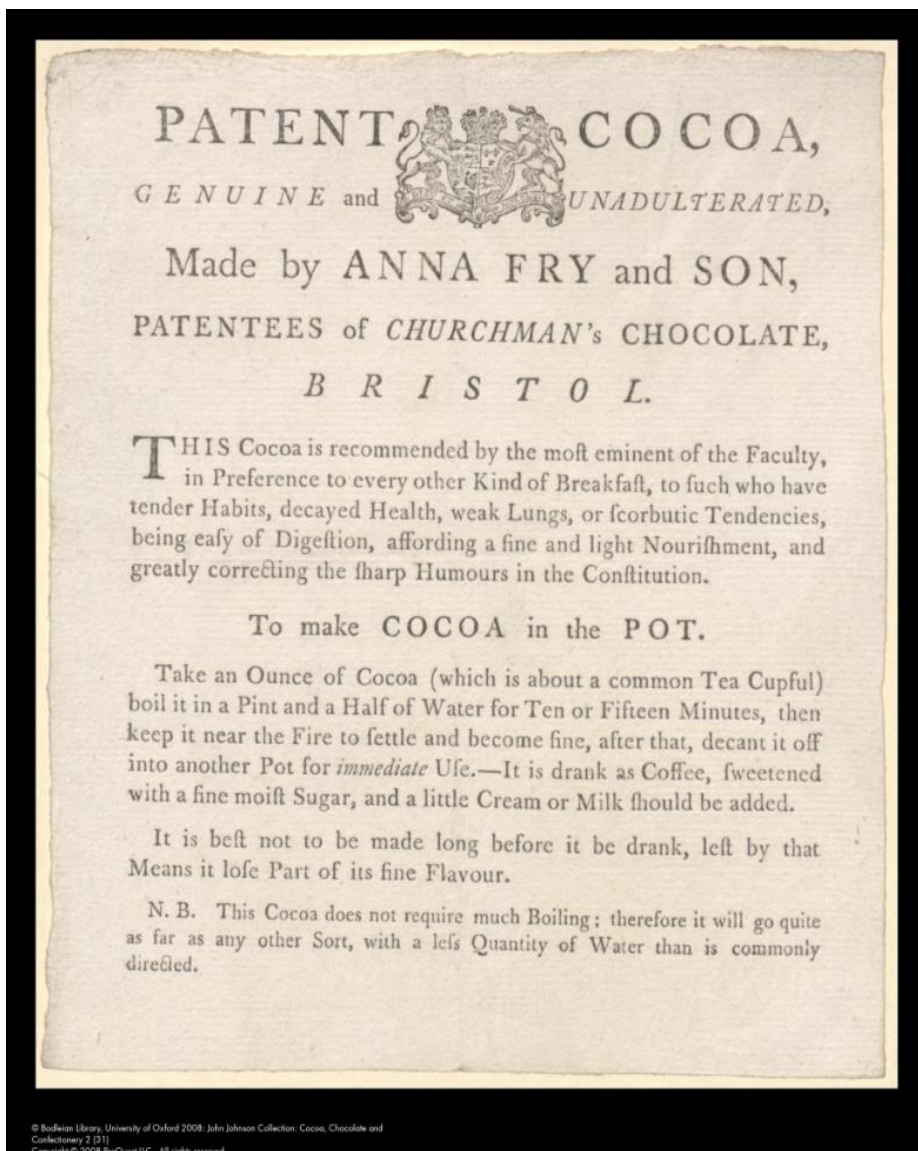 PATENT COCOA,
GENUINE and UNADULTERATED,
Made by ANNA FRY and SON,
PATENTEES of CHURCHMAN's CHOCOLATE,
BRISTOL.
THIS Cocoa is recommended by the moſt eminent of the Faculty,
in Preference to every other Kind of Breakfaſt, to ſuch who have
tender Habits, decayed Health, weak Lungs, or ſcorbutic Tendencies,
being eaſy of Digeſtion, affording a fine and light Nouriſhment, and
greatly correcting the ſharp Humours in the Conſtitution.
To make COCOA in the POT.
Take an Ounce of Cocoa (which is about a common Tea Cupful)
boil it in a Pint and a Half of Water for Ten or Fifteen Minutes, then
keep it near the Fire to ſettle and become fine, after that, decant it off
into another Pot for immediate Uſe.—It is drank as Coffee, ſweetened
with a fine moiſt Sugar, and a little Cream or Milk ſhould be added.
It is beſt not to be made long before it be drank, leſt by that
Means it loſe Part of its fine Flavour.
N. B. This Cocoa does not require much Boiling; therefore it will go quite
as far as any other Sort, with a leſs Quantity of Water than is commonly
directed.
© Bodleian Library, University of Oxford 2008: John Johnson Collection: Cocoa, Chocolate and
Confectionery 2 (31)
Copyright © 2008 ProQuest LLC. All rights reserved.